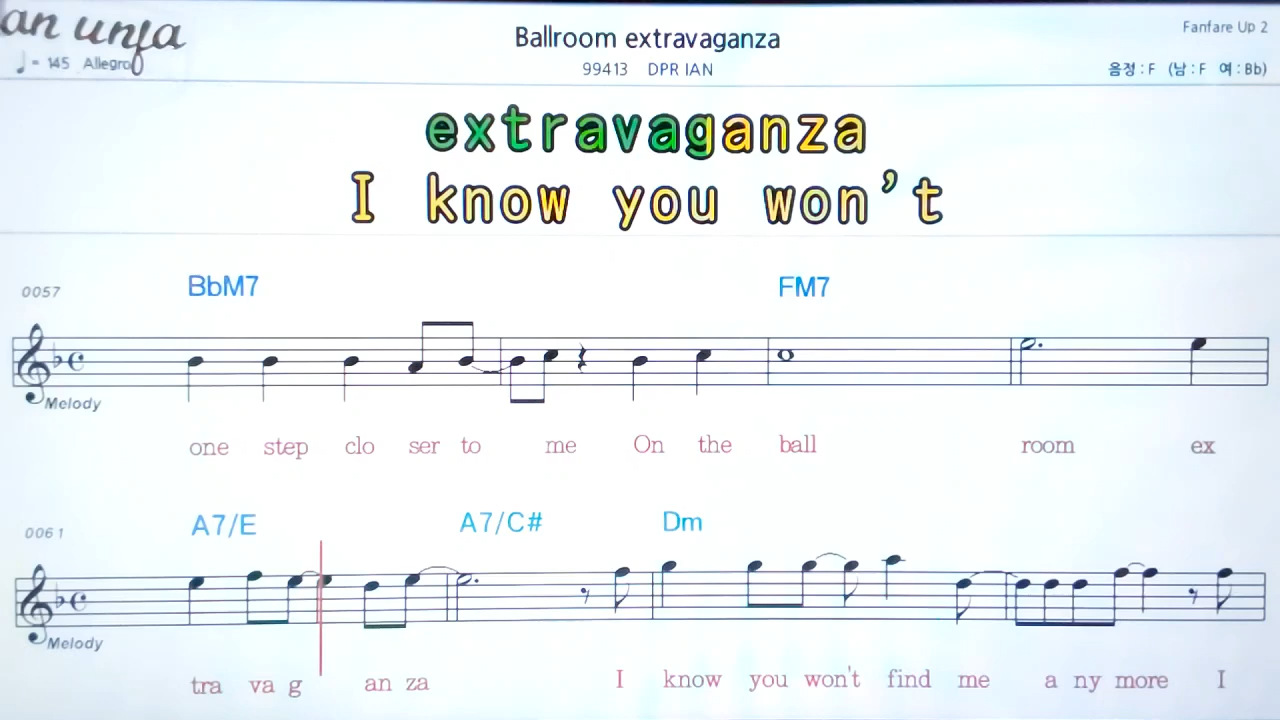 an unfa
Ballroom extravaganza
Fanfare Up 2
♩= 145 Allegro
99413 DPR IAN
음정 : F (남 : F 여 : Bb)
extravaganza
I know you won't
0057 BbM7 FM7
Melody
one step clo ser to me On the ball room ex
0061 A7/E A7/C# Dm
Melody
tra va g an za I know you won't find me a ny more I